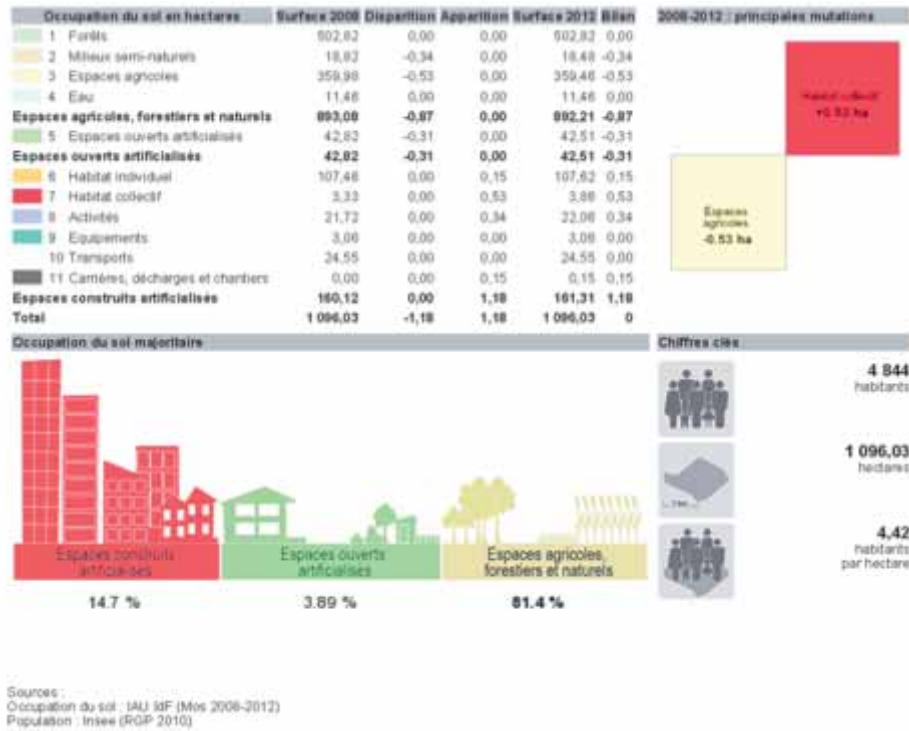 Occupation du sol en hectares Surface 2008 Disparition Apparition Surface 2012 Bilan
1 Forêts 502,82 0,00 0,00 502,82 0,00
2 Milieux semi-naturels 18,82 -0,34 0,00 18,48 -0,34
3 Espaces agricoles 359,98 -0,53 0,00 359,46 -0,53
4 Eau 11,46 0,00 0,00 11,46 0,00
Espaces agricoles, forestiers et naturels 893,08 -0,87 0,00 892,21 -0,87
5 Espaces ouverts artificialisés 42,82 -0,31 0,00 42,51 -0,31
Espaces ouverts artificialisés 42,82 -0,31 0,00 42,51 -0,31
6 Habitat individuel 107,46 0,00 0,15 107,62 0,15
7 Habitat collectif 3,33 0,00 0,53 3,86 0,53
8 Activités 21,72 0,00 0,34 22,06 0,34
9 Equipements 3,06 0,00 0,00 3,06 0,00
10 Transports 24,55 0,00 0,00 24,55 0,00
11 Carrières, décharges et chantiers 0,00 0,00 0,15 0,15 0,15
Espaces construits artificialisés 160,12 0,00 1,18 161,31 1,18
Total 1 096,03 -1,18 1,18 1 096,03 0
2008-2012 : principales mutations
Habitat collectif
+0.53 ha
Espaces
agricoles
-0.53 ha
Occupation du sol majoritaire
Espaces construits
artificialisés
Espaces ouverts
artificialisés
Espaces agricoles,
forestiers et naturels
14.7 %
3.89 %
81.4 %
Chiffres clés
4 844
habitants
1 096,03
hectares
4,42
habitants
par hectare
Sources :
Occupation du sol : IAU îdF (Mos 2008-2012)
Population : Insee (RGP 2010)